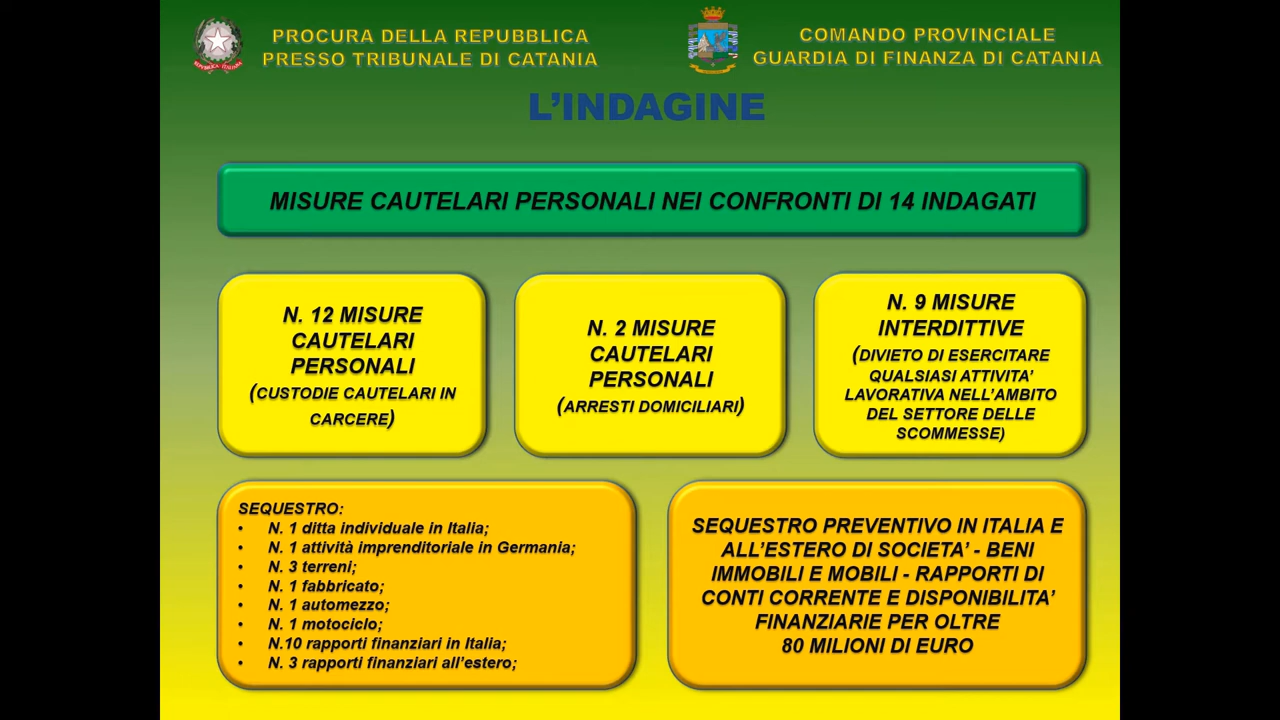 PROCURA DELLA REPUBBLICA
PRESSO TRIBUNALE DI CATANIA
COMANDO PROVINCIALE
GUARDIA DI FINANZA DI CATANIA
L'INDAGINE
MISURE CAUTELARI PERSONALI NEI CONFRONTI DI 14 INDAGATI
N. 12 MISURE
CAUTELARI
PERSONALI
(CUSTODIE CAUTELARI IN
CARCERE)
N. 2 MISURE
CAUTELARI
PERSONALI
(ARRESTI DOMICILIARI)
N. 9 MISURE
INTERDITTIVE
(DIVIETO DI ESERCITARE
QUALSIASI ATTIVITA'
LAVORATIVA NELL'AMBITO
DEL SETTORE DELLE
SCOMMESSE)
SEQUESTRO:
• N. 1 ditta individuale in Italia;
• N. 1 attività imprenditoriale in Germania;
• N. 3 terreni;
• N. 1 fabbricato;
• N. 1 automezzo;
• N. 1 motociclo;
• N.10 rapporti finanziari in Italia;
• N. 3 rapporti finanziari all'estero;
SEQUESTRO PREVENTIVO IN ITALIA E
ALL'ESTERO DI SOCIETA' - BENI
IMMOBILI E MOBILI - RAPPORTI DI
CONTI CORRENTE E DISPONIBILITA'
FINANZIARIE PER OLTRE
80 MILIONI DI EURO